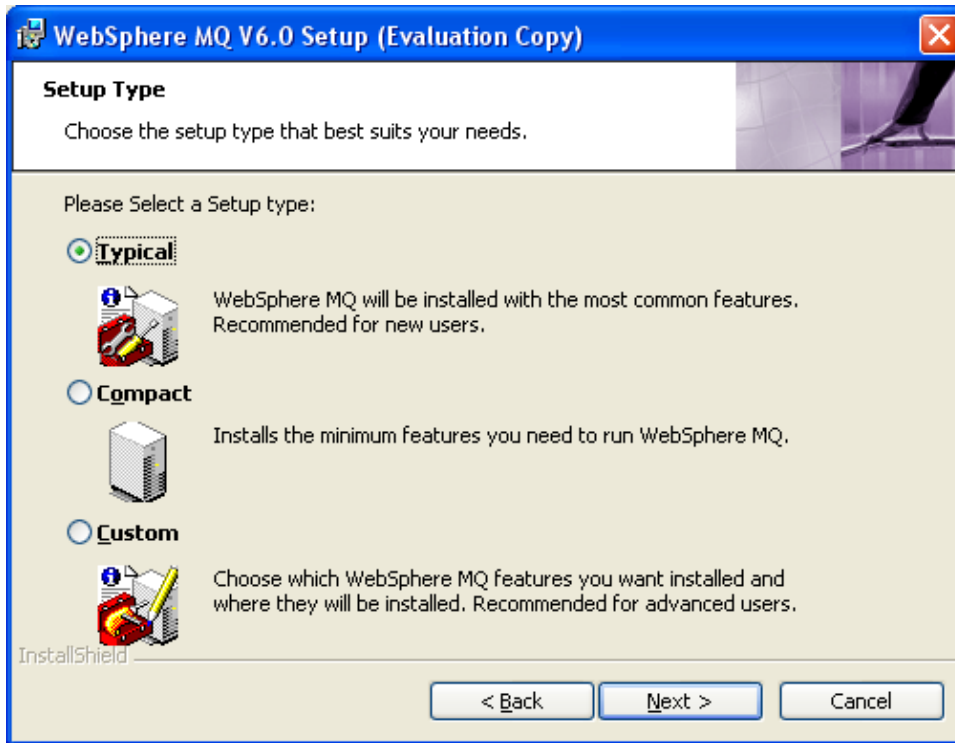 WebSphere MQ V6.0 Setup (Evaluation Copy)
Setup Type
Choose the setup type that best suits your needs.
Please Select a Setup type:
Typical
WebSphere MQ will be installed with the most common features.
Recommended for new users.
Compact
Installs the minimum features you need to run WebSphere MQ.
Custom
Choose which WebSphere MQ features you want installed and
where they will be installed. Recommended for advanced users.
InstallShield
< Back Next > Cancel